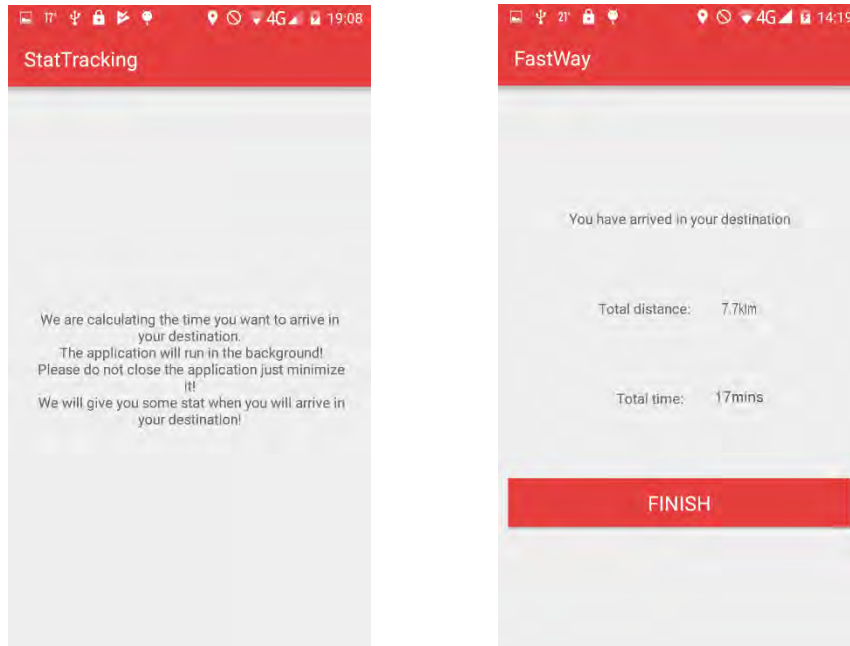 17° 4G 19:08
StatTracking
We are calculating the time you want to arrive in
your destination.
The application will run in the background!
Please do not close the application just minimize
it!
We will give you some stat when you will arrive in
your destination!
21° 4G 14:19
FastWay
You have arrived in your destination
Total distance: 7.7klm
Total time: 17mins
FINISH